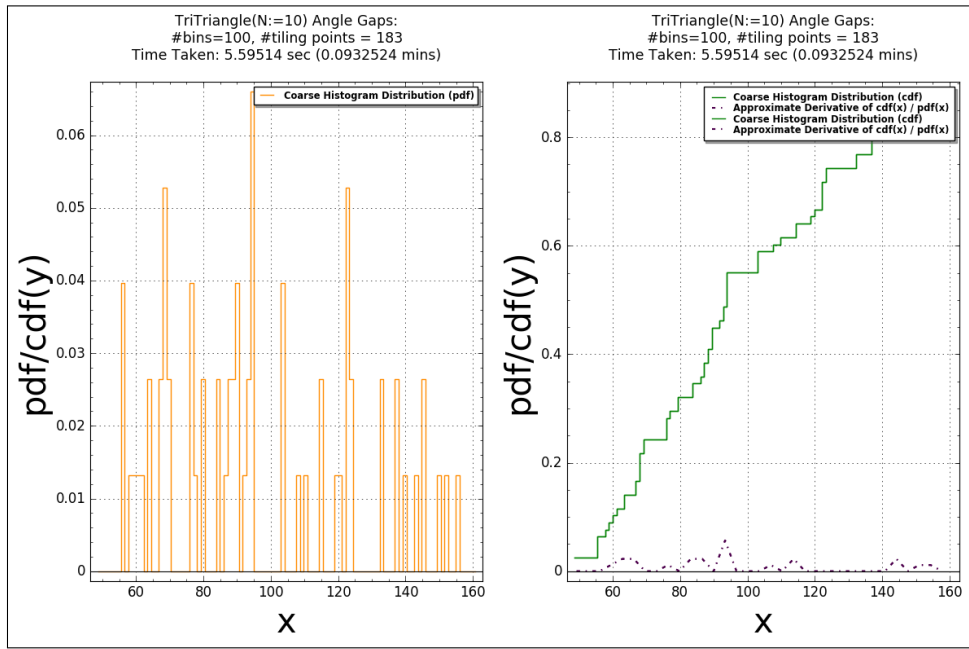 TriTriangle(N:=10) Angle Gaps:
#bins=100, #tiling points = 183
Time Taken: 5.59514 sec (0.0932524 mins)
Coarse Histogram Distribution (pdf)
0.06
0.05
0.04
0.03
0.02
0.01
0
pdf/cdf(y)
60 80 100 120 140 160
x
TriTriangle(N:=10) Angle Gaps:
#bins=100, #tiling points = 183
Time Taken: 5.59514 sec (0.0932524 mins)
Coarse Histogram Distribution (cdf)
Approximate Derivative of cdf(x) / pdf(x)
Coarse Histogram Distribution (cdf)
Approximate Derivative of cdf(x) / pdf(x)
0.8
0.6
0.4
0.2
0
pdf/cdf(y)
60 80 100 120 140 160
x